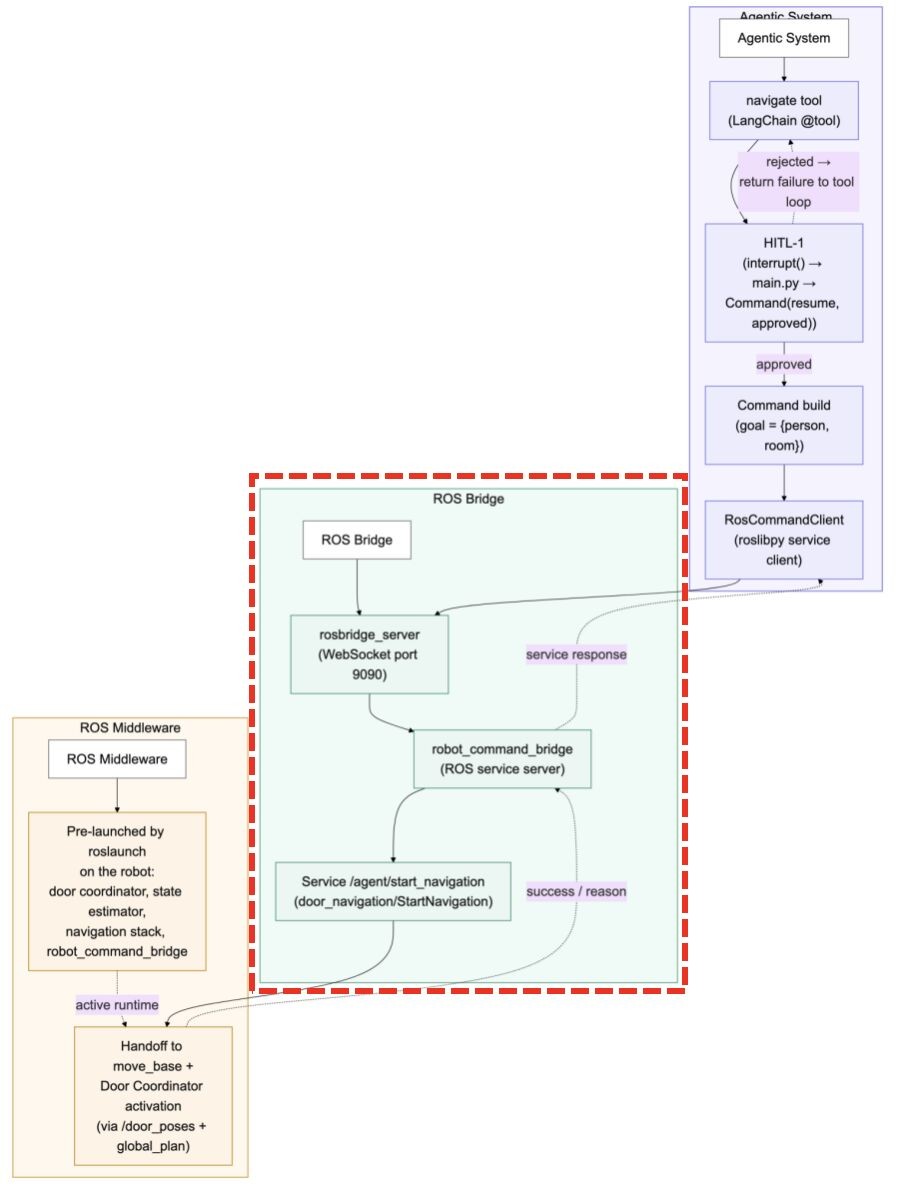 Agentic System
Agentic System
navigate tool
(LangChain @tool)
rejected →
return failure to tool
loop
HITL-1
(interrupt() →
main.py →
Command(resume,
approved))
approved
Command build
(goal = {person,
room})
RosCommandClient
(roslibpy service
client)
ROS Bridge
ROS Bridge
rosbridge_server
(WebSocket port
9090)
service response
robot_command_bridge
(ROS service server)
Service /agent/start_navigation
(door_navigation/StartNavigation)
success / reason
ROS Middleware
ROS Middleware
Pre-launched by
roslaunch
on the robot:
door coordinator, state
estimator,
navigation stack,
robot_command_bridge
active runtime
Handoff to
move_base +
Door Coordinator
activation
(via /door_poses +
global_plan)